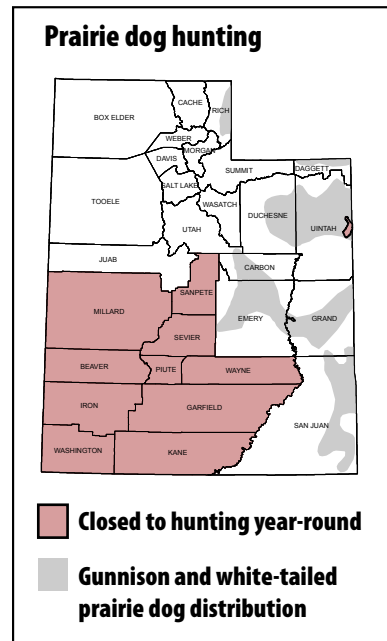 Prairie dog hunting
CACHE
RICH
BOX ELDER
WEBER
MORGAN
DAVIS
SUMMIT
DAGGETT
SALT LAKE
TOOELE
WASATCH
DUCHESNE
UINTAH
UTAH
JUAB
CARBON
SANPETE
MILLARD
EMERY
GRAND
SEVIER
BEAVER
PIUTE
WAYNE
IRON
GARFIELD
SAN JUAN
WASHINGTON
KANE
Closed to hunting year-round
Gunnison and white-tailed
prairie dog distribution